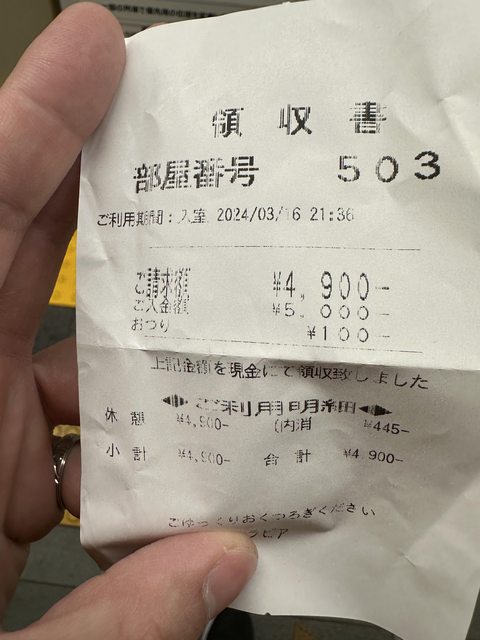 領収書
部屋番号 503
ご利用期間：入室 2024/03/16 21:36
ご請求額 ¥4,900-
ご入金額 ¥5,000-
おつり ¥100-
上記金額を現金にて領収致しました
ご利用明細
休憩 ¥4,900- (内消 ¥445-
小計 ¥4,900- 合計 ¥4,900-
ごゆっくりおくつろぎください